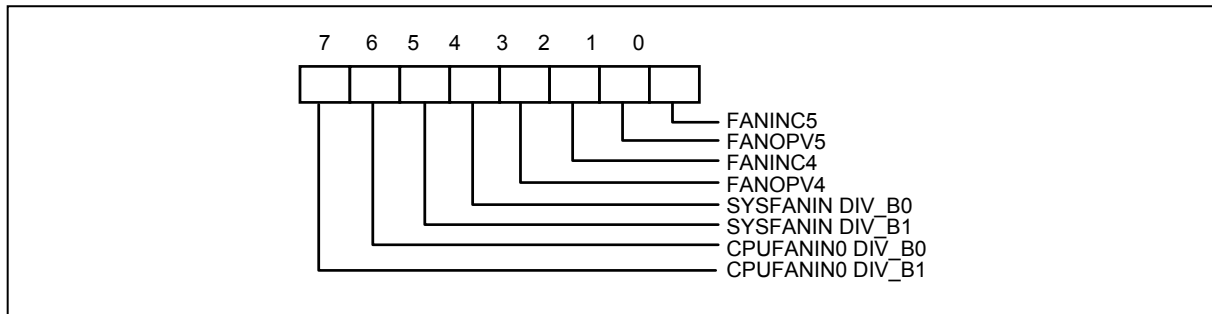 7 6 5 4 3 2 1 0
FANINC5
FANOPV5
FANINC4
FANOPV4
SYSFANIN DIV_B0
SYSFANIN DIV_B1
CPUFANIN0 DIV_B0
CPUFANIN0 DIV_B1